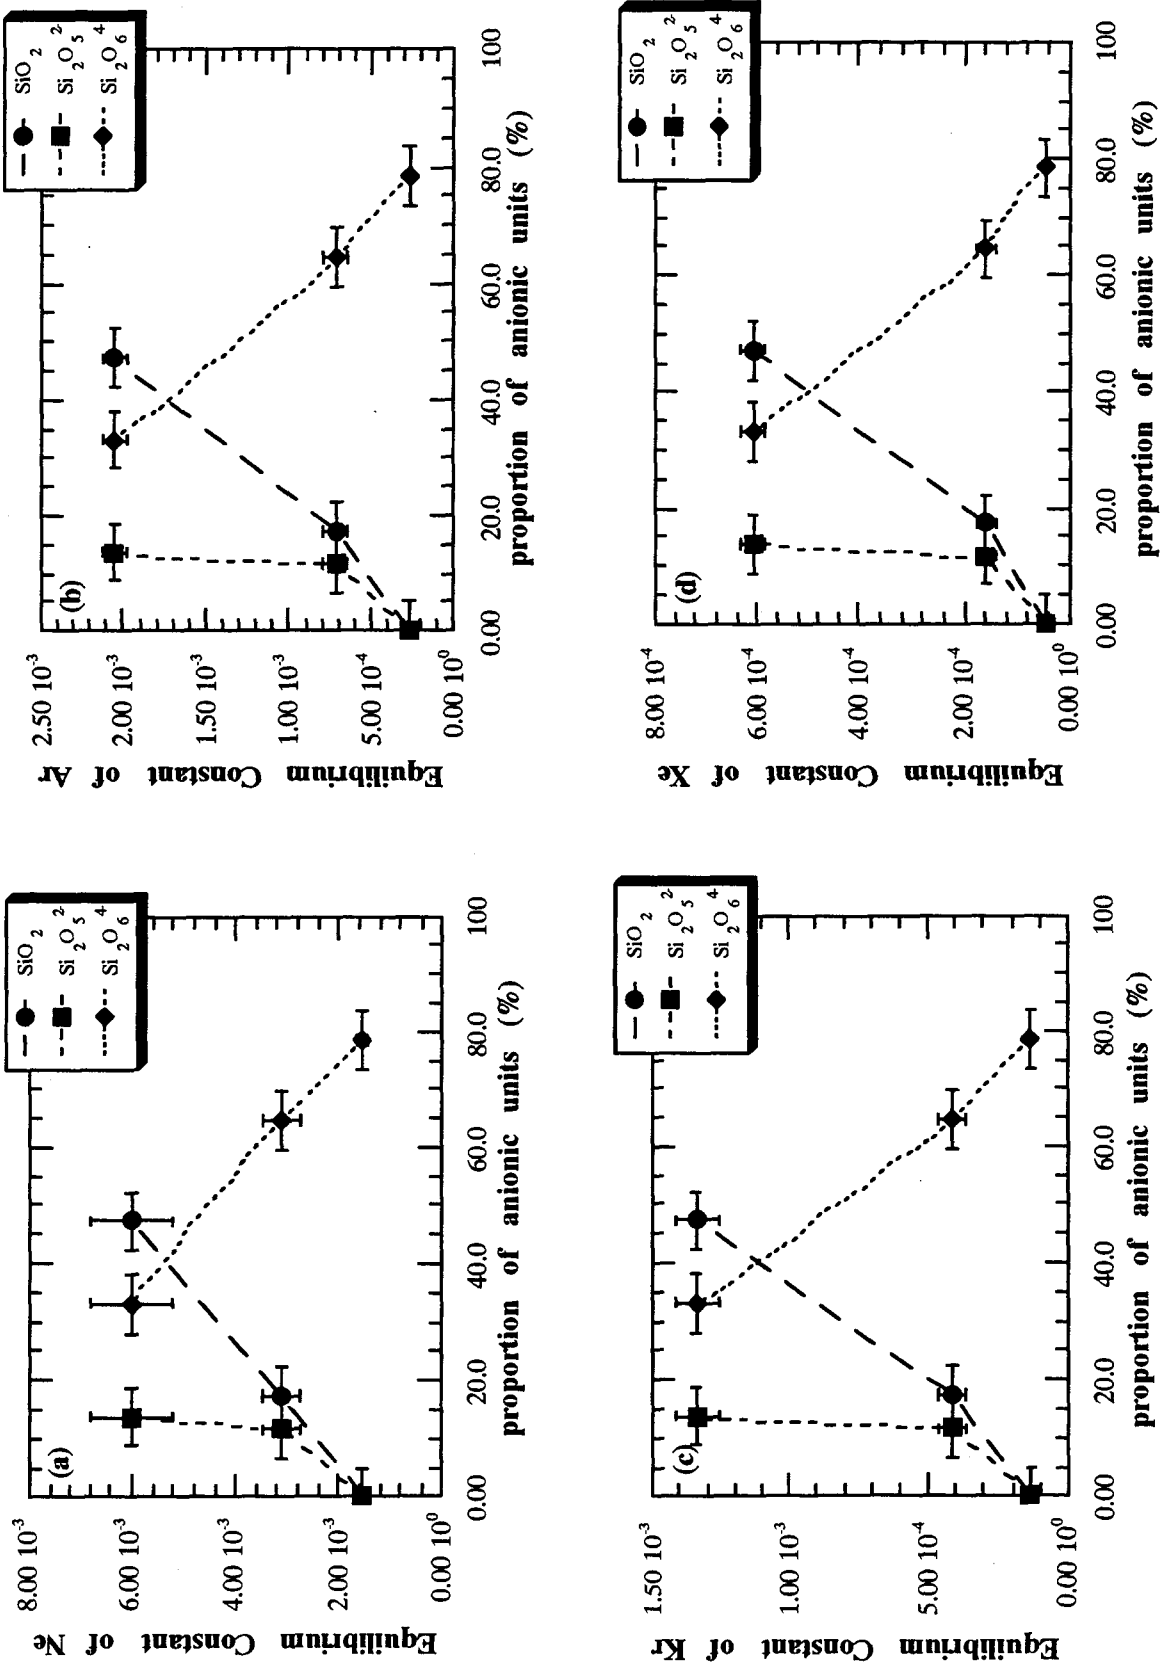 (a)
SiO2
Si2O5 2-
Si2O6 4-
Equilibrium Constant of Ne
8.00 10-3
6.00 10-3
4.00 10-3
2.00 10-3
0.00 100
0.00 20.0 40.0 60.0 80.0 100
proportion of anionic units (%)
(b)
SiO2
Si2O5 2-
Si2O6 4-
Equilibrium Constant of Ar
2.50 10-3
2.00 10-3
1.50 10-3
1.00 10-3
5.00 10-4
0.00 100
0.00 20.0 40.0 60.0 80.0 100
proportion of anionic units (%)
(c)
SiO2
Si2O5 2-
Si2O6 4-
Equilibrium Constant of Kr
1.50 10-3
1.00 10-3
5.00 10-4
0.00 100
0.00 20.0 40.0 60.0 80.0 100
proportion of anionic units (%)
(d)
SiO2
Si2O5 2-
Si2O6 4-
Equilibrium Constant of Xe
8.00 10-4
6.00 10-4
4.00 10-4
2.00 10-4
0.00 100
0.00 20.0 40.0 60.0 80.0 100
proportion of anionic units (%)